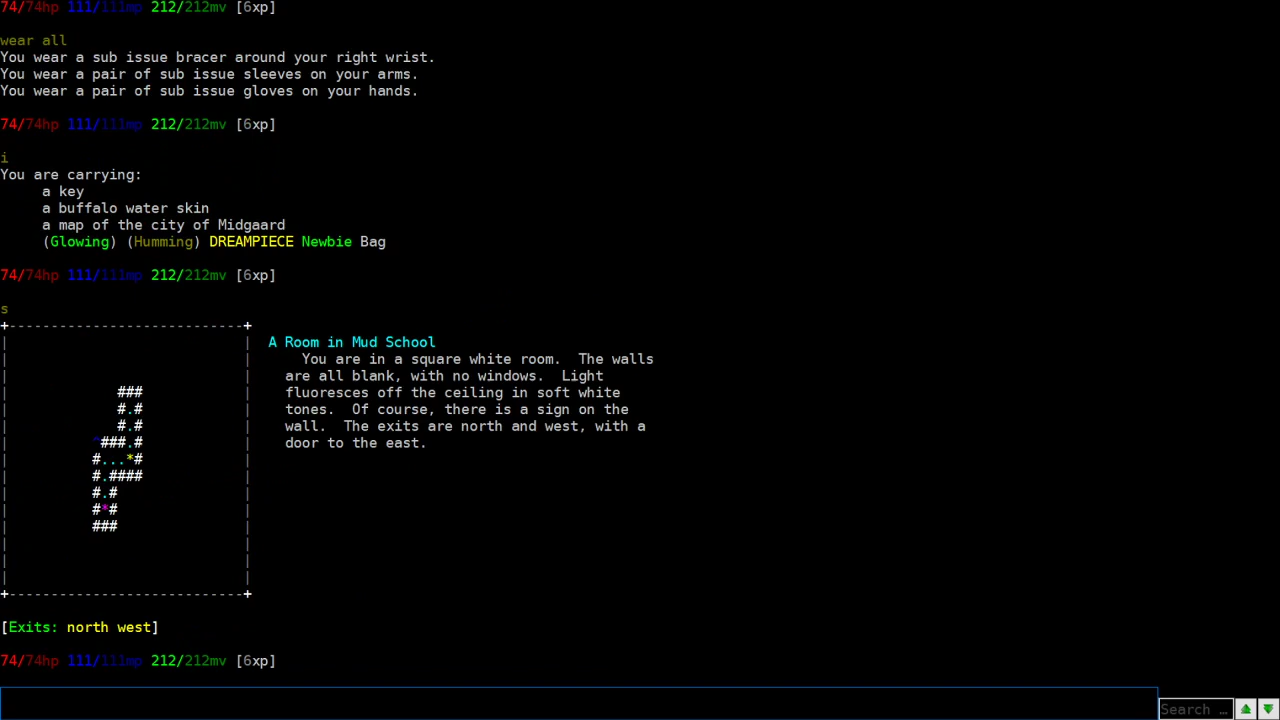 74/74hp 111/111mp 212/212mv [6xp]
wear all
You wear a sub issue bracer around your right wrist.
You wear a pair of sub issue sleeves on your arms.
You wear a pair of sub issue gloves on your hands.
74/74hp 111/111mp 212/212mv [6xp]
i
You are carrying:
a key
a buffalo water skin
a map of the city of Midgaard
(Glowing) (Humming) DREAMPIECE Newbie Bag
74/74hp 111/111mp 212/212mv [6xp]
s
+----------------------------+
| | A Room in Mud School
| | You are in a square white room.  The walls
| | are all blank, with no windows.  Light
| ### | fluoresces off the ceiling in soft white
| #.# | tones.  Of course, there is a sign on the
| #.# | wall.  The exits are north and west, with a
| ^###.# | door to the east.
| #...*# |
| #.#### |
| #.# |
| #*# |
| ### |
| |
| |
| |
+----------------------------+
[Exits: north west]
74/74hp 111/111mp 212/212mv [6xp]
Search ...